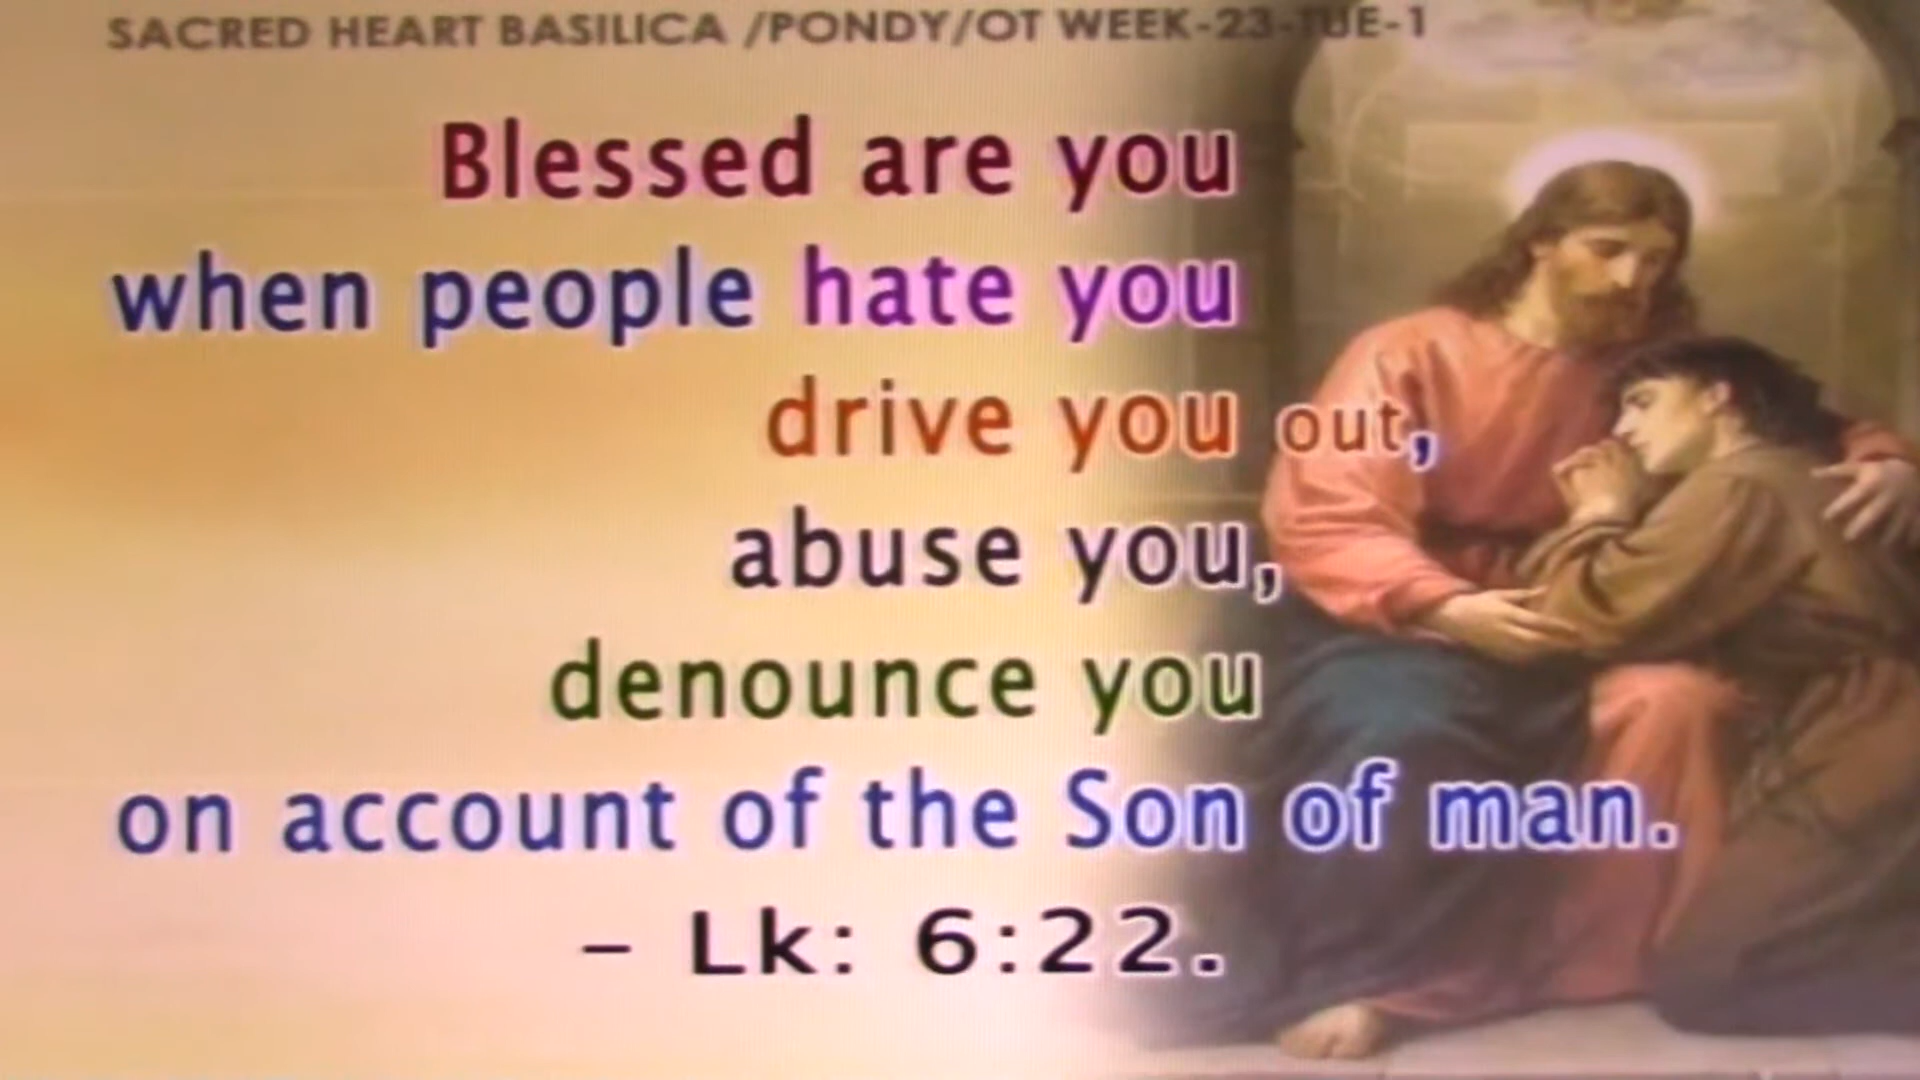 SACRED HEART BASILICA /PONDY/OT WEEK-23-TUE-1
Blessed are you
when people hate you
drive you out,
abuse you,
denounce you
on account of the Son of man.
– Lk: 6:22.